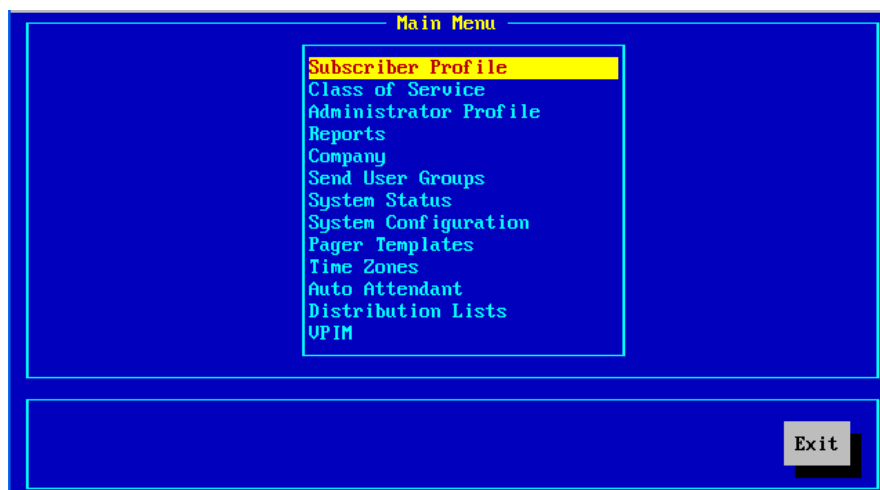 Main Menu
Subscriber Profile
Class of Service
Administrator Profile
Reports
Company
Send User Groups
System Status
System Configuration
Pager Templates
Time Zones
Auto Attendant
Distribution Lists
VPIM
Exit